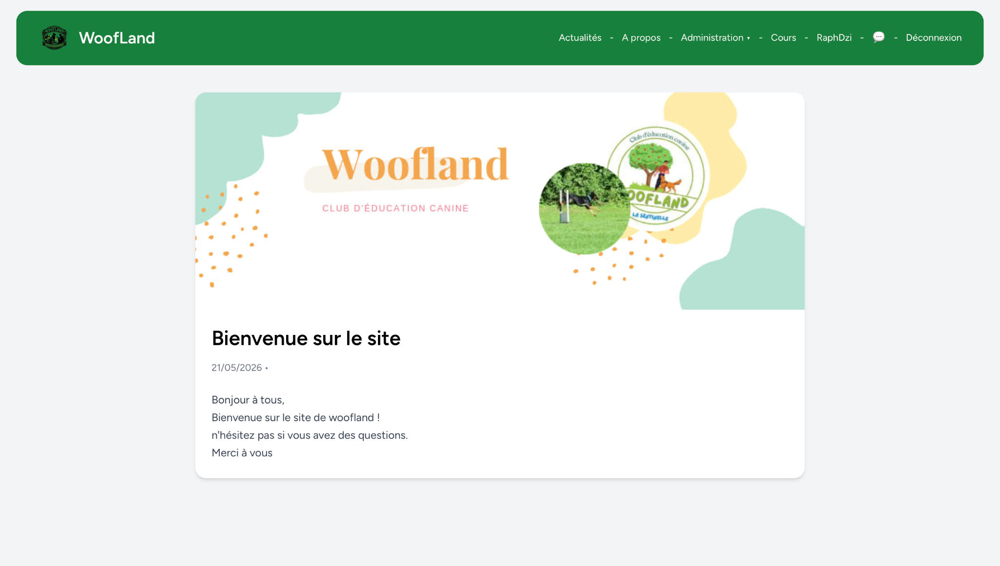 WOOFLAND
WoofLand
Actualités - A propos - Administration ▾ - Cours - RaphDzi - 💬 - Déconnexion
Woofland
CLUB D'ÉDUCATION CANINE
Club d'éducation canine
OOFLAND
LA SENTINELLE
Bienvenue sur le site
21/05/2026 •
Bonjour à tous,
Bienvenue sur le site de woofland !
n'hésitez pas si vous avez des questions.
Merci à vous